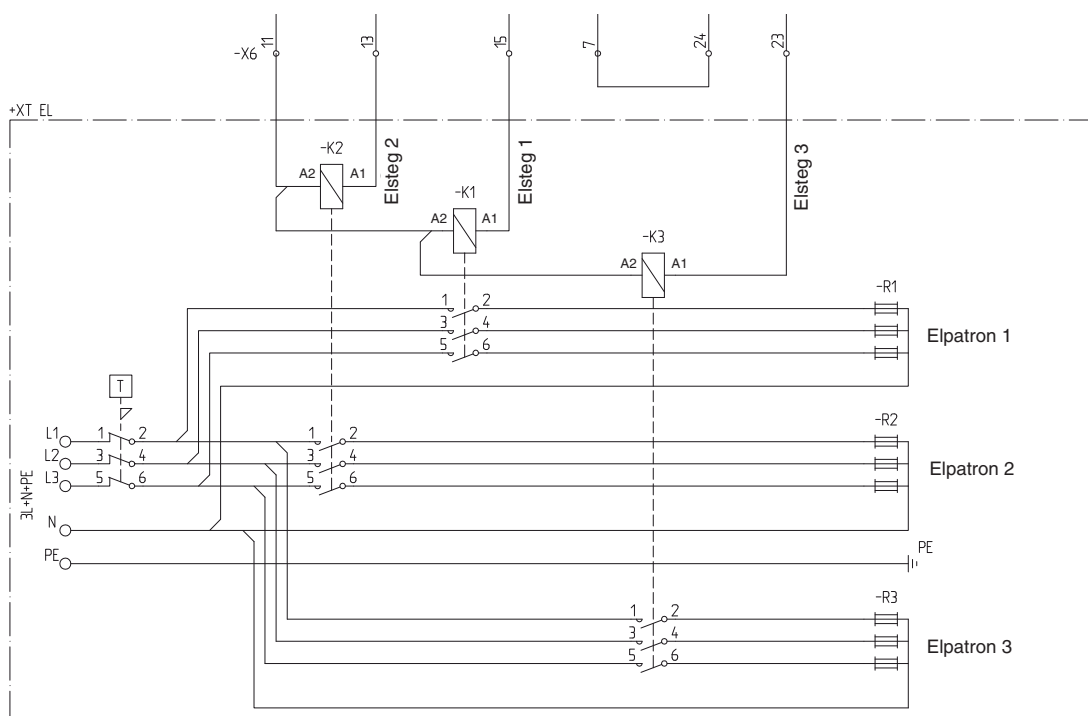 11 13 15 7 24 23
-X6
+XT EL
-K2
A2 A1
Elsteg 2
-K1
A2 A1
Elsteg 1
-K3
A2 A1
Elsteg 3
1 2
3 4
5 6
-R1
Elpatron 1
T
L1 1 2
L2 3 4
L3 5 6
1 2
3 4
5 6
-R2
Elpatron 2
3L+N+PE
N
PE
PE
1 2
3 4
5 6
-R3
Elpatron 3